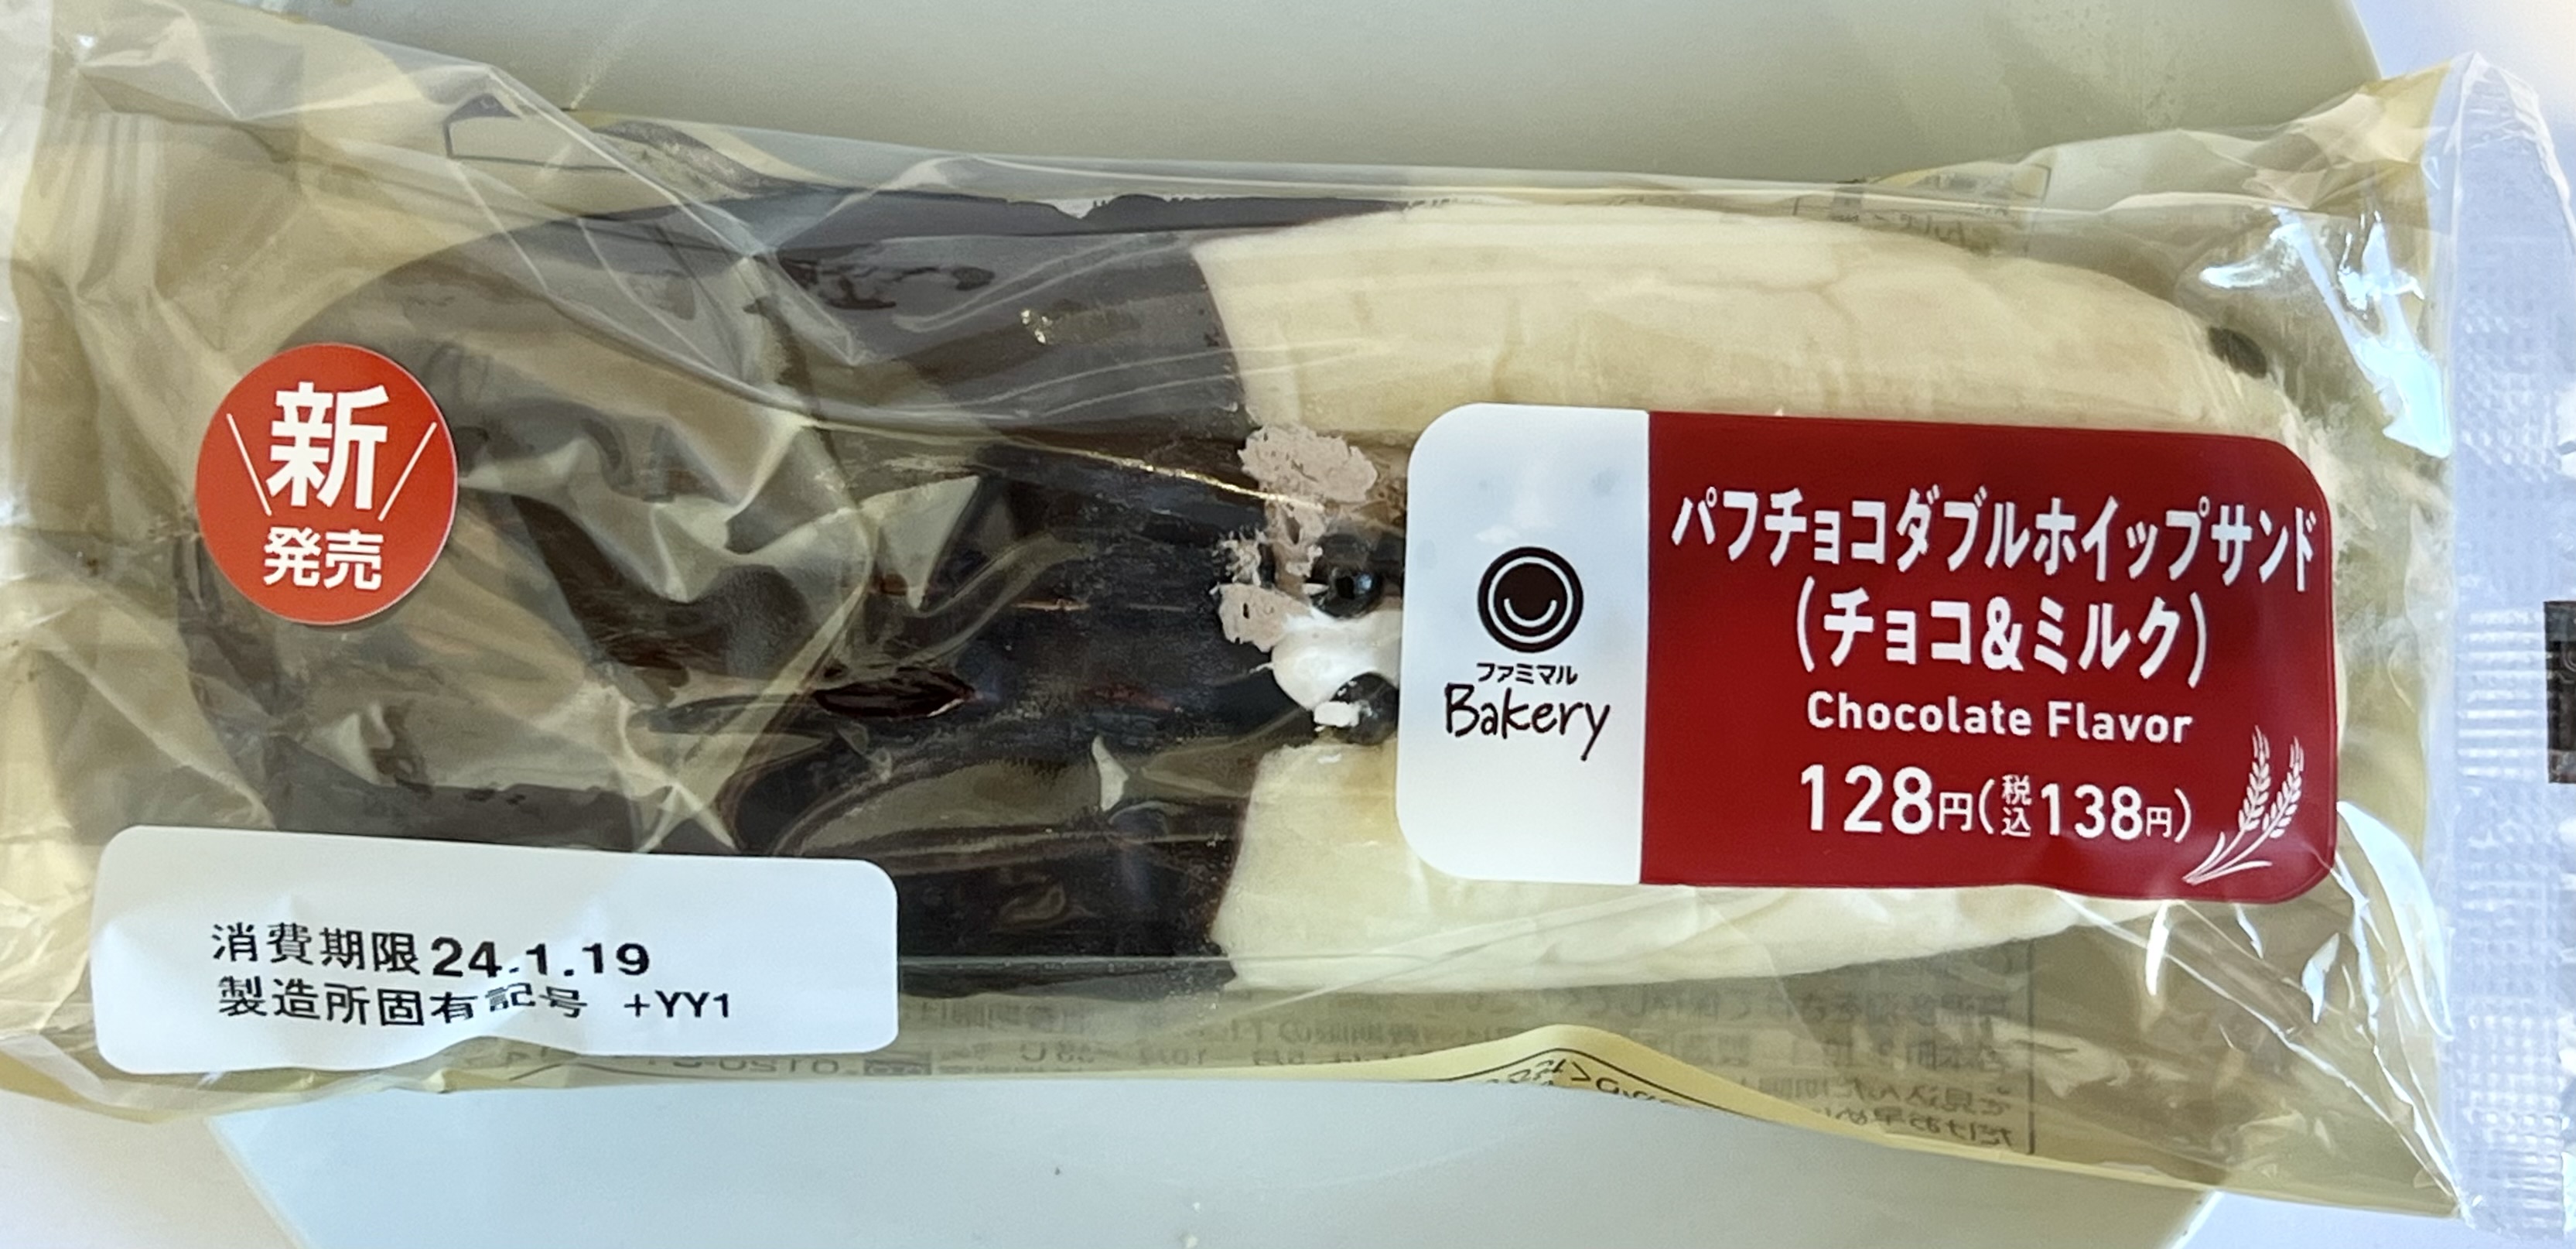 新
発売
パフチョコダブルホイップサンド
(チョコ&ミルク)
Chocolate Flavor
128円(税込138円)
ファミマル
Bakery
消費期限24.1.19
製造所固有記号 +YY1